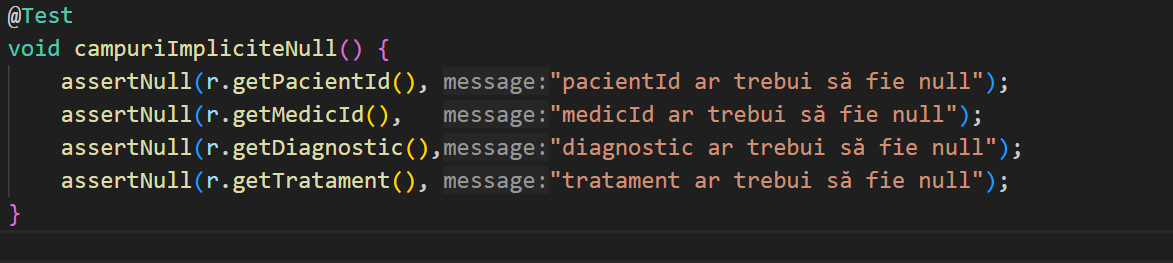 @Test
void campuriImpliciteNull() {
    assertNull(r.getPacientId(), message:"pacientId ar trebui să fie null");
    assertNull(r.getMedicId(),   message:"medicId ar trebui să fie null");
    assertNull(r.getDiagnostic(),message:"diagnostic ar trebui să fie null");
    assertNull(r.getTratament(), message:"tratament ar trebui să fie null");
}